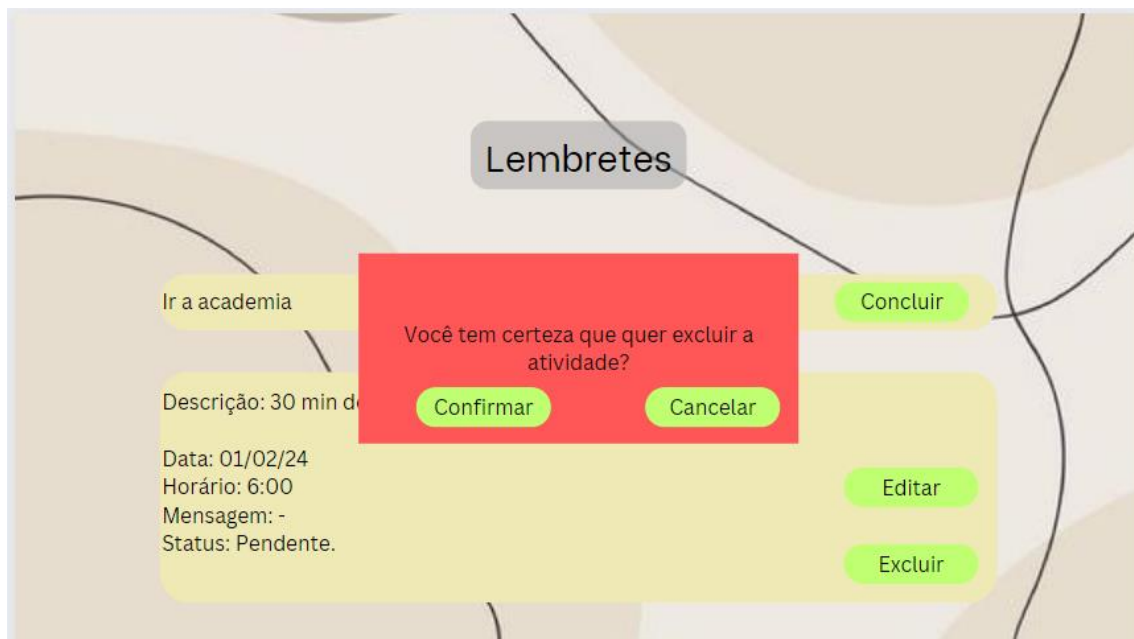 Lembretes
Ir a academia
Concluir
Você tem certeza que quer excluir a
atividade?
Confirmar
Cancelar
Descrição: 30 min
Data: 01/02/24
Horário: 6:00
Mensagem: -
Status: Pendente.
Editar
Excluir